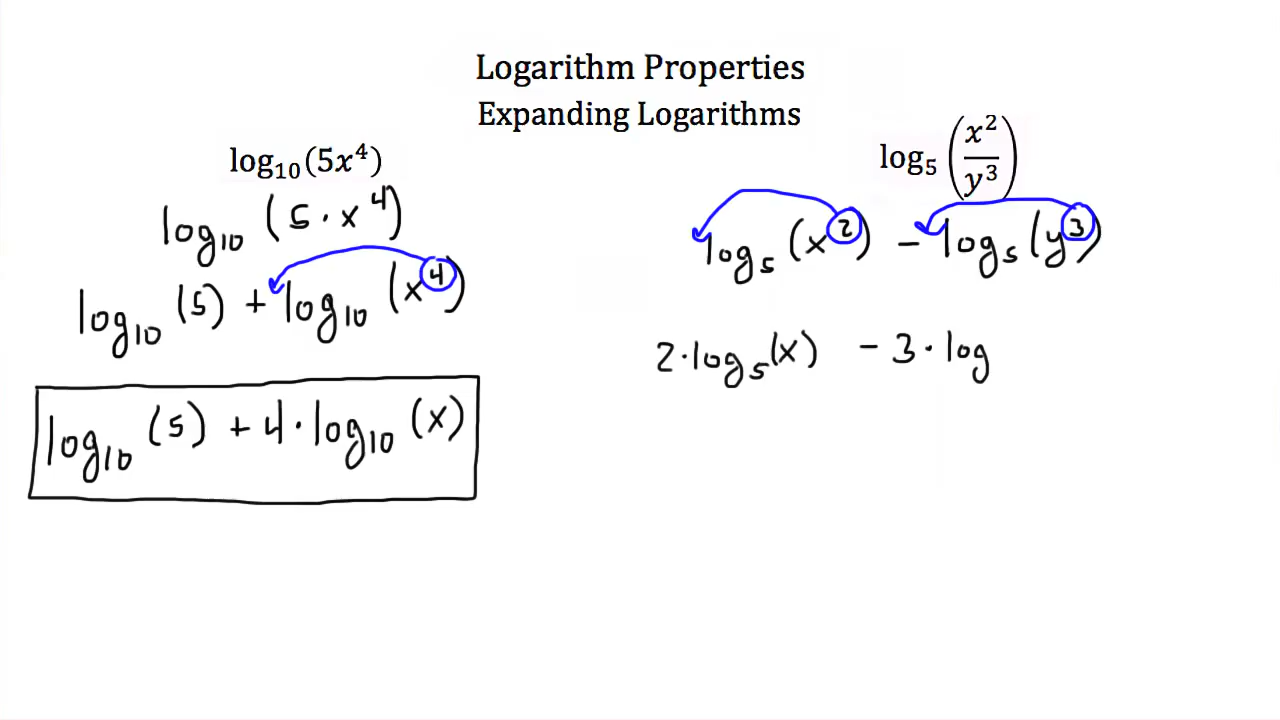 Logarithm Properties
Expanding Logarithms
log₁₀(5x⁴)
log₁₀ (5 · x⁴)
log₁₀ (5) + log₁₀ (x⁴)
log₁₀ (5) + 4 · log₁₀ (x)
log₅ (x²/y³)
log₅ (x²) − log₅ (y³)
2 · log₅ (x) − 3 · log